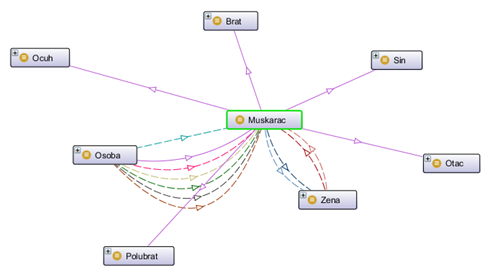 Brat
Ocuh
Sin
Muskarac
Osoba
Otac
Zena
Polubrat